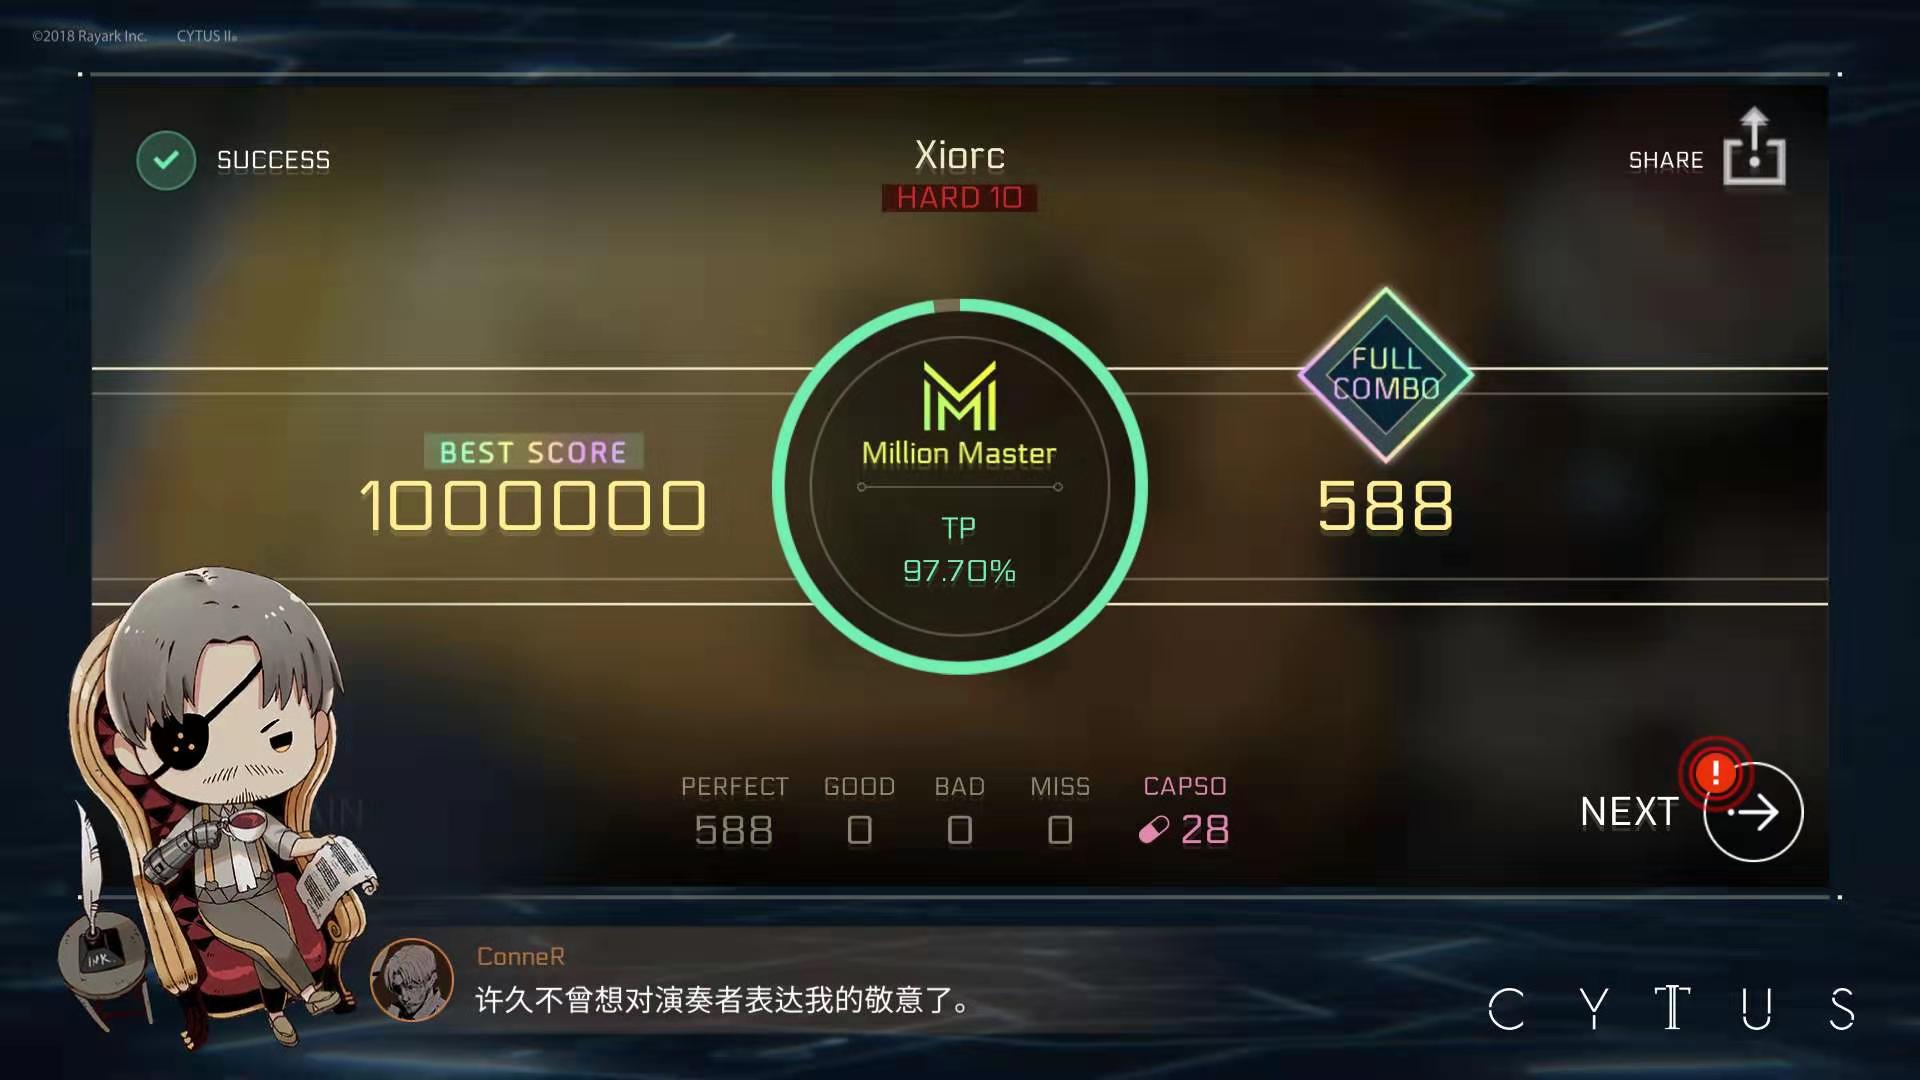 ©2018 Rayark Inc. CYTUS II®
SUCCESS
Xiorc
HARD 10
SHARE
BEST SCORE
1000000
Million Master
TP
97.70%
FULL
COMBO
588
PERFECT GOOD BAD MISS CAPSO
588 0 0 0 28
NEXT
!
INK.
ConneR
许久不曾想对演奏者表达我的敬意了。
CYTUS